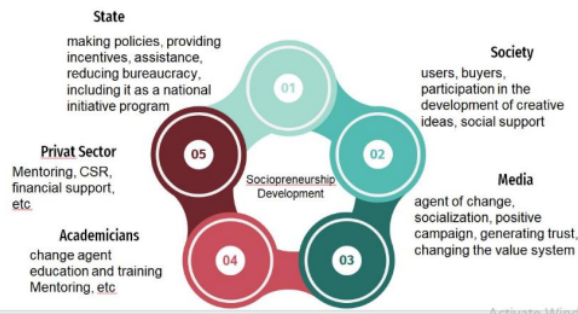 State
making policies, providing
incentives, assistance,
reducing bureaucracy,
including it as a national
initiative program
01
Society
users, buyers,
participation in the
development of creative
ideas, social support
02
Privat Sector
Mentoring, CSR,
financial support,
etc
05
Sociopreneurship
Development
Media
agent of change,
socialization, positive
campaign, generating trust,
changing the value system
03
Academicians
change agent
education and training
Mentoring, etc
04
Activate Wind